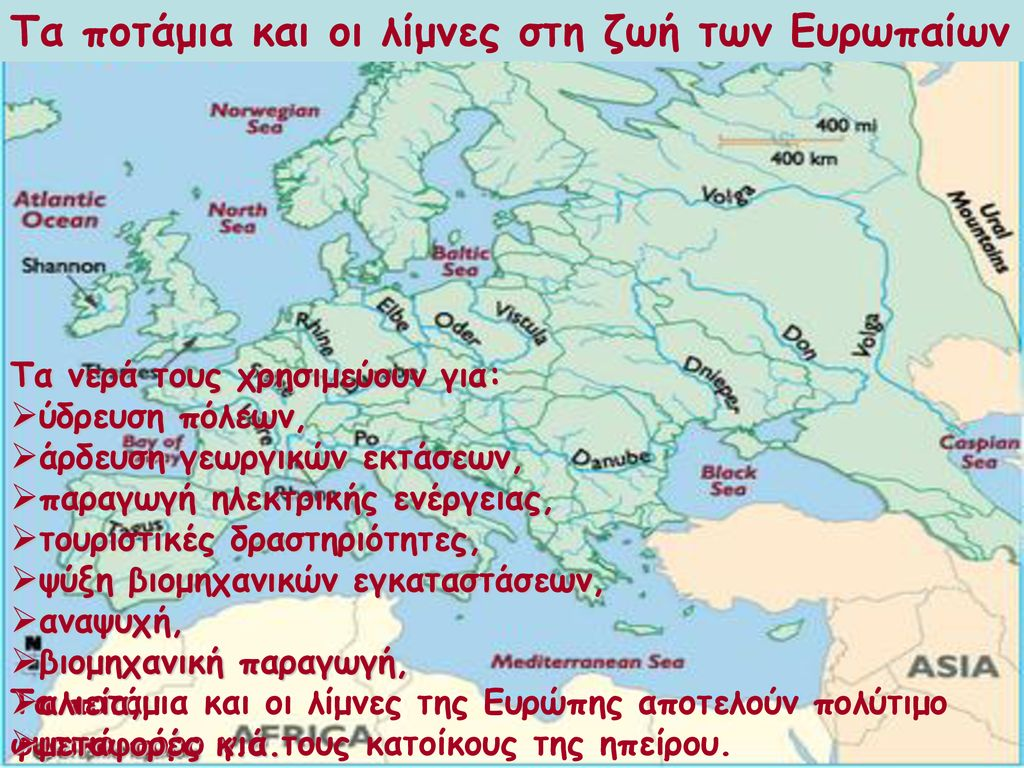 Τα ποτάμια και οι λίμνες στη ζωή των Ευρωπαίων
Norwegian
Sea
400 mi
400 km
Atlantic
Ocean
North
Sea
Volga
Ural
Mountains
Baltic
Sea
Shannon
Rhine
Elbe
Oder
Vistula
Don
Volga
Dnieper
Τα νερά τους χρησιμεύουν για:
ύδρευση πόλεων,
Bay of
Po
Danube
Black
Sea
Caspian
Sea
άρδευση γεωργικών εκτάσεων,
παραγωγή ηλεκτρικής ενέργειας,
Tagus
τουριστικές δραστηριότητες,
ψύξη βιομηχανικών εγκαταστάσεων,
αναψυχή,
N
βιομηχανική παραγωγή,
Mediterranean Sea
ASIA
Τα ποτάμια και οι λίμνες της Ευρώπης αποτελούν πολύτιμο
αλιεία,
AFRICA
μεταφορές κ.ά.
για τους κατοίκους της ηπείρου.